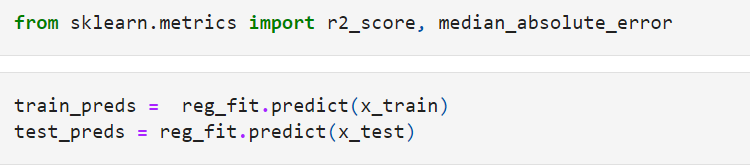 from sklearn.metrics import r2_score, median_absolute_error
train_preds =  reg_fit.predict(x_train)
test_preds = reg_fit.predict(x_test)